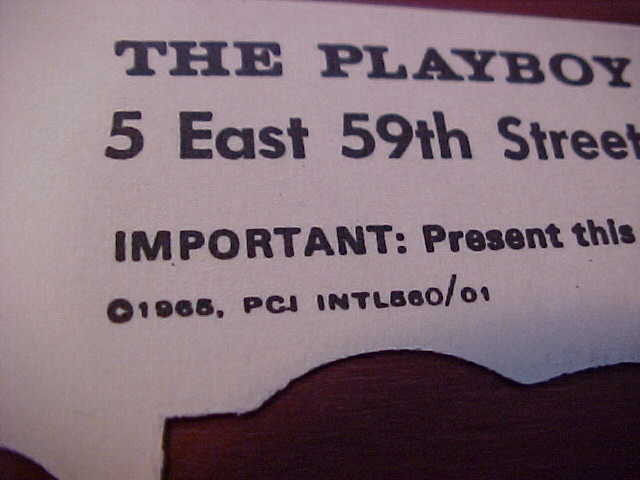 THE PLAYBOY
5 East 59th Street
IMPORTANT: Present this
©1965, PCI INTL560/01